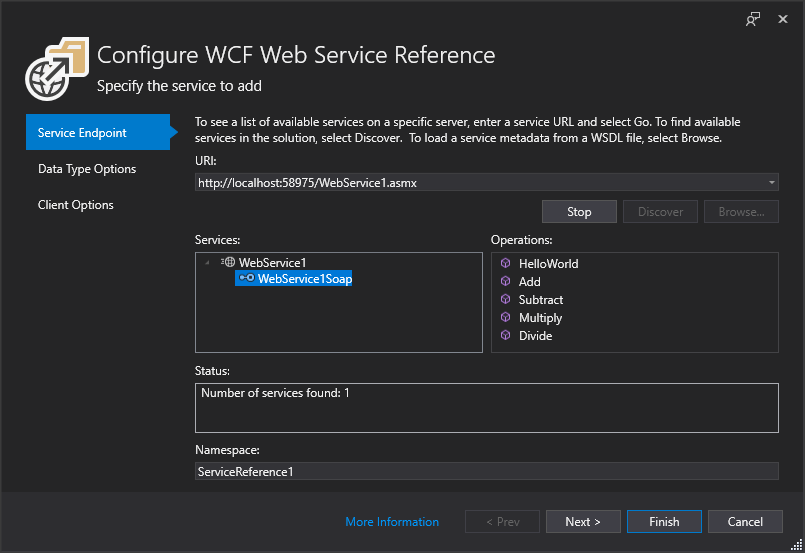 Configure WCF Web Service Reference
Specify the service to add
Service Endpoint
Data Type Options
Client Options
To see a list of available services on a specific server, enter a service URL and select Go. To find available
services in the solution, select Discover.  To load a service metadata from a WSDL file, select Browse.
URI:
http://localhost:58975/WebService1.asmx
Stop
Discover
Browse...
Services:
WebService1
WebService1Soap
Operations:
HelloWorld
Add
Subtract
Multiply
Divide
Status:
Number of services found: 1
Namespace:
ServiceReference1
More Information
< Prev
Next >
Finish
Cancel